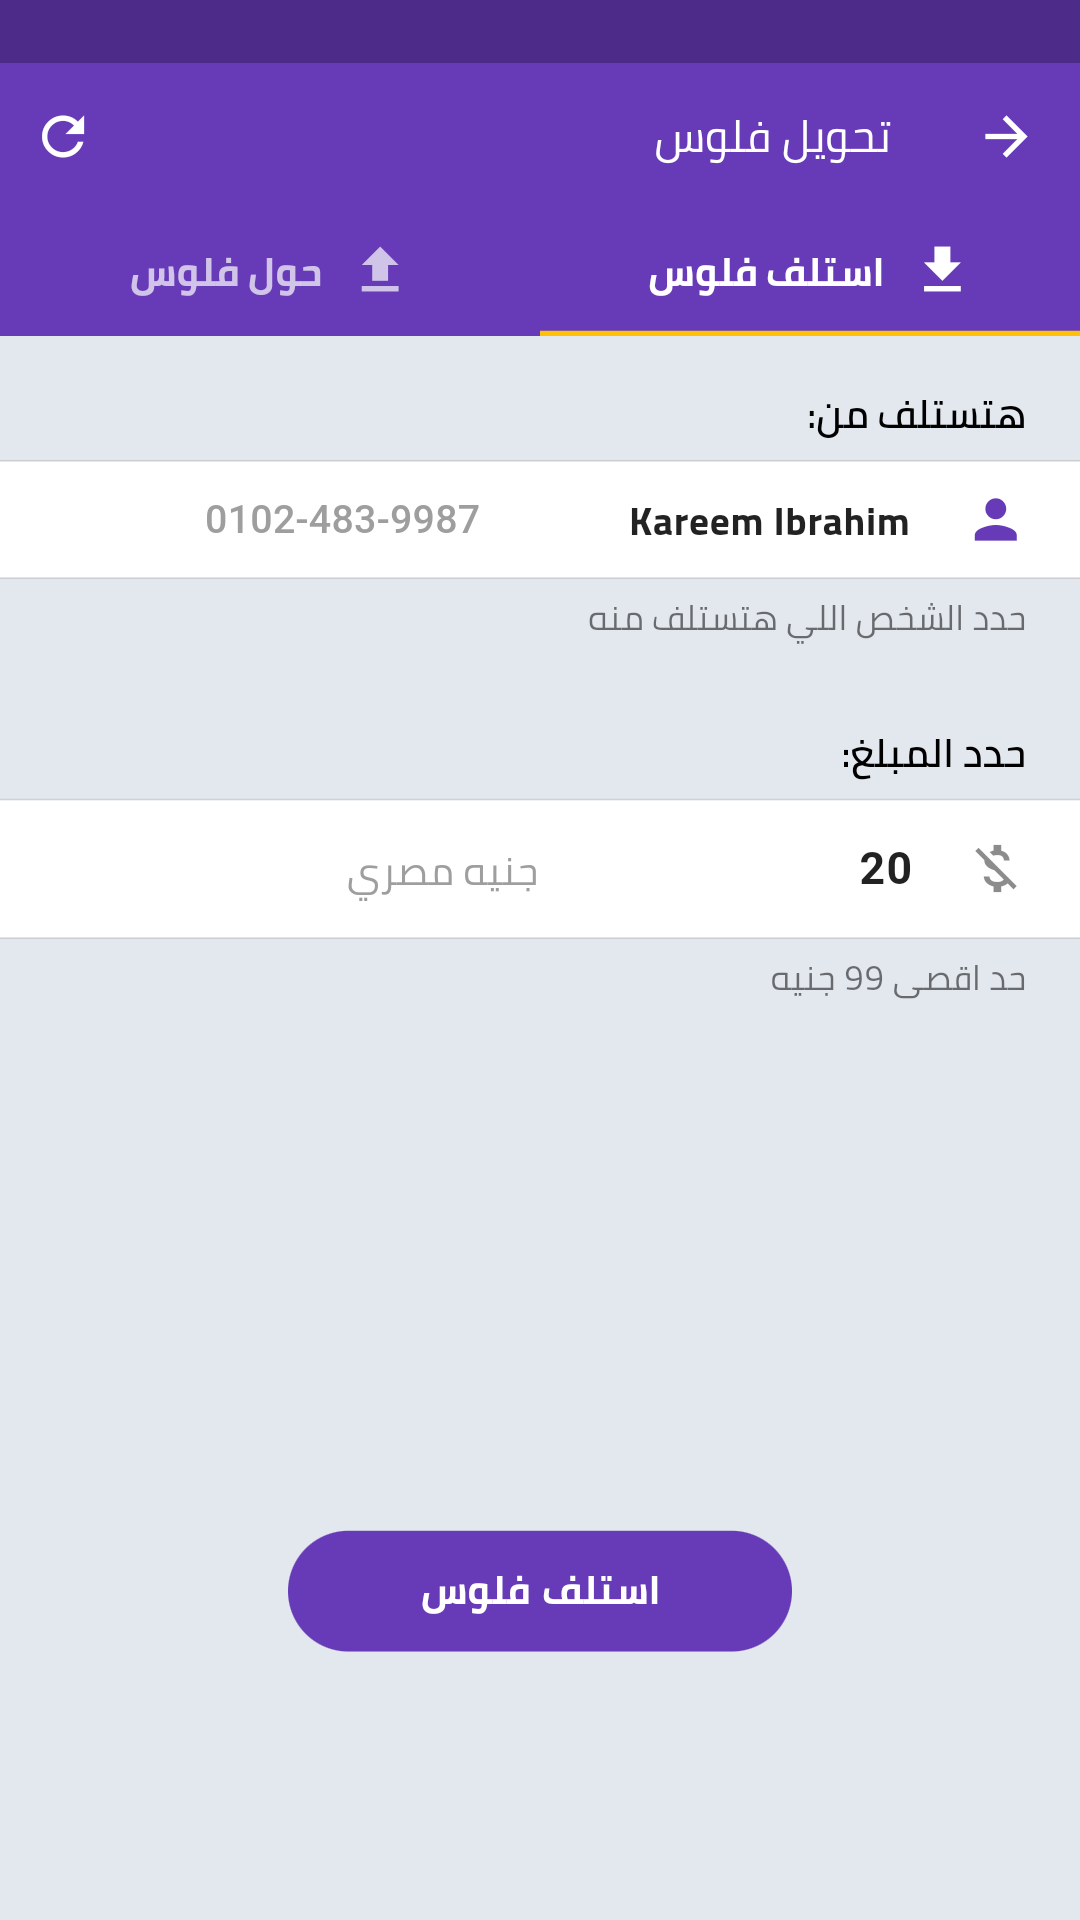 تحويل فلوس
استلف فلوس
حول فلوس
هتستلف من:
Kareem Ibrahim
0102-483-9987
حدد الشخص اللي هتستلف منه
حدد المبلغ:
20
جنيه مصري
حد اقصى 99 جنيه
استلف فلوس